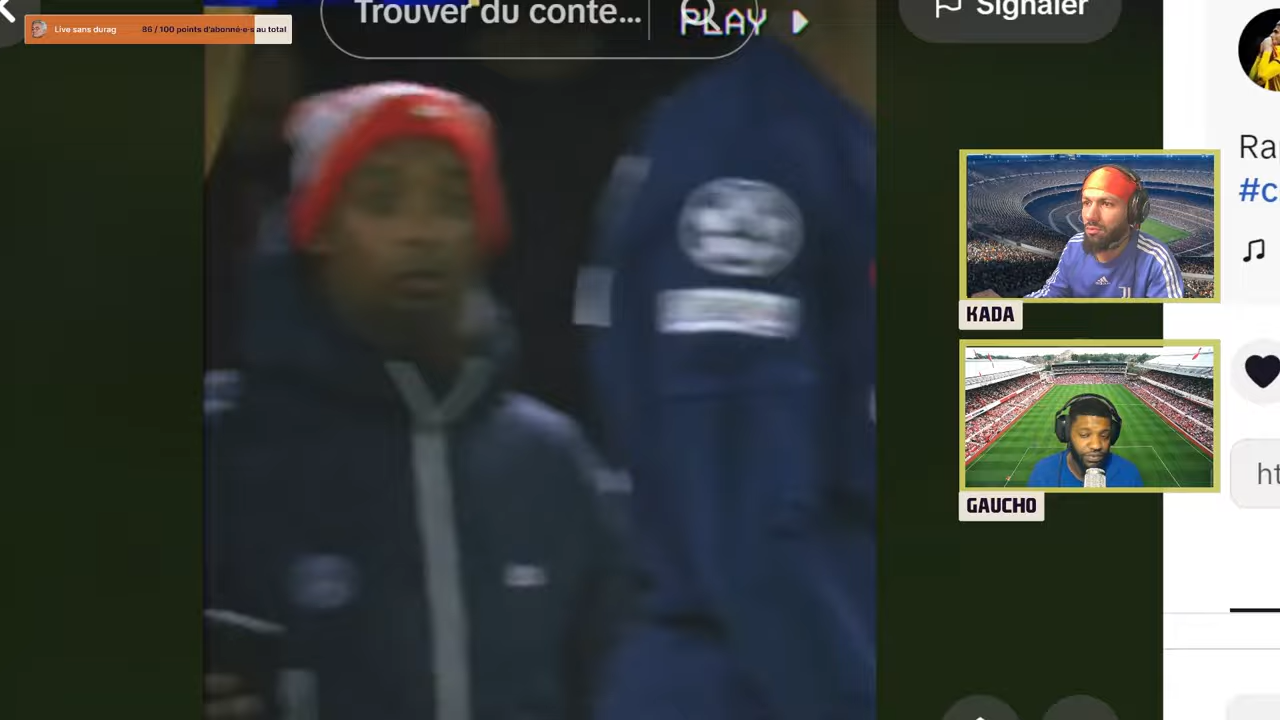 Trouver du conte...
PLAY
Signaler
Live sans durag
86 / 100 points d'abonné·e·s au total
Ra
#c
KADA
GAUCHO
ht